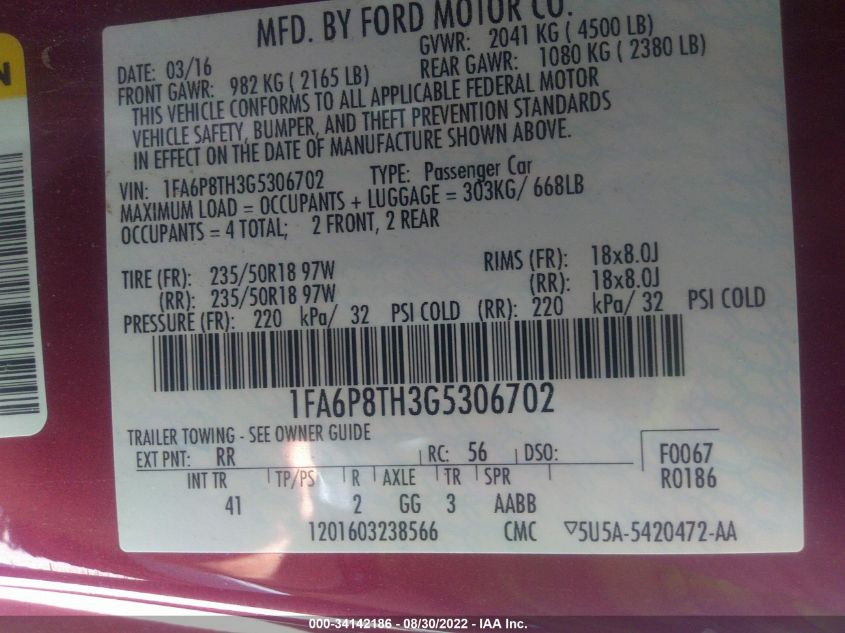 MFD. BY FORD MOTOR CO.
DATE: 03/16 GVWR: 2041 KG ( 4500 LB)
FRONT GAWR: 982 KG ( 2165 LB) REAR GAWR: 1080 KG ( 2380 LB)
THIS VEHICLE CONFORMS TO ALL APPLICABLE FEDERAL MOTOR
VEHICLE SAFETY, BUMPER, AND THEFT PREVENTION STANDARDS
IN EFFECT ON THE DATE OF MANUFACTURE SHOWN ABOVE.
VIN: 1FA6P8TH3G5306702 TYPE: Passenger Car
MAXIMUM LOAD = OCCUPANTS + LUGGAGE = 303KG/ 668LB
OCCUPANTS = 4 TOTAL; 2 FRONT, 2 REAR
TIRE (FR): 235/50R18 97W RIMS (FR): 18x8.0J
(RR): 235/50R18 97W (RR): 18x8.0J
PRESSURE (FR): 220 kPa/ 32 PSI COLD (RR): 220 kPa/ 32 PSI COLD
1FA6P8TH3G5306702
TRAILER TOWING - SEE OWNER GUIDE
EXT PNT: RR RC: 56 DSO: F0067
INT TR TP/PS R AXLE TR SPR R0186
41 2 GG 3 AABB
1201603238566 CMC ▽5U5A-5420472-AA
000-34142186 - 08/30/2022 - IAA Inc.